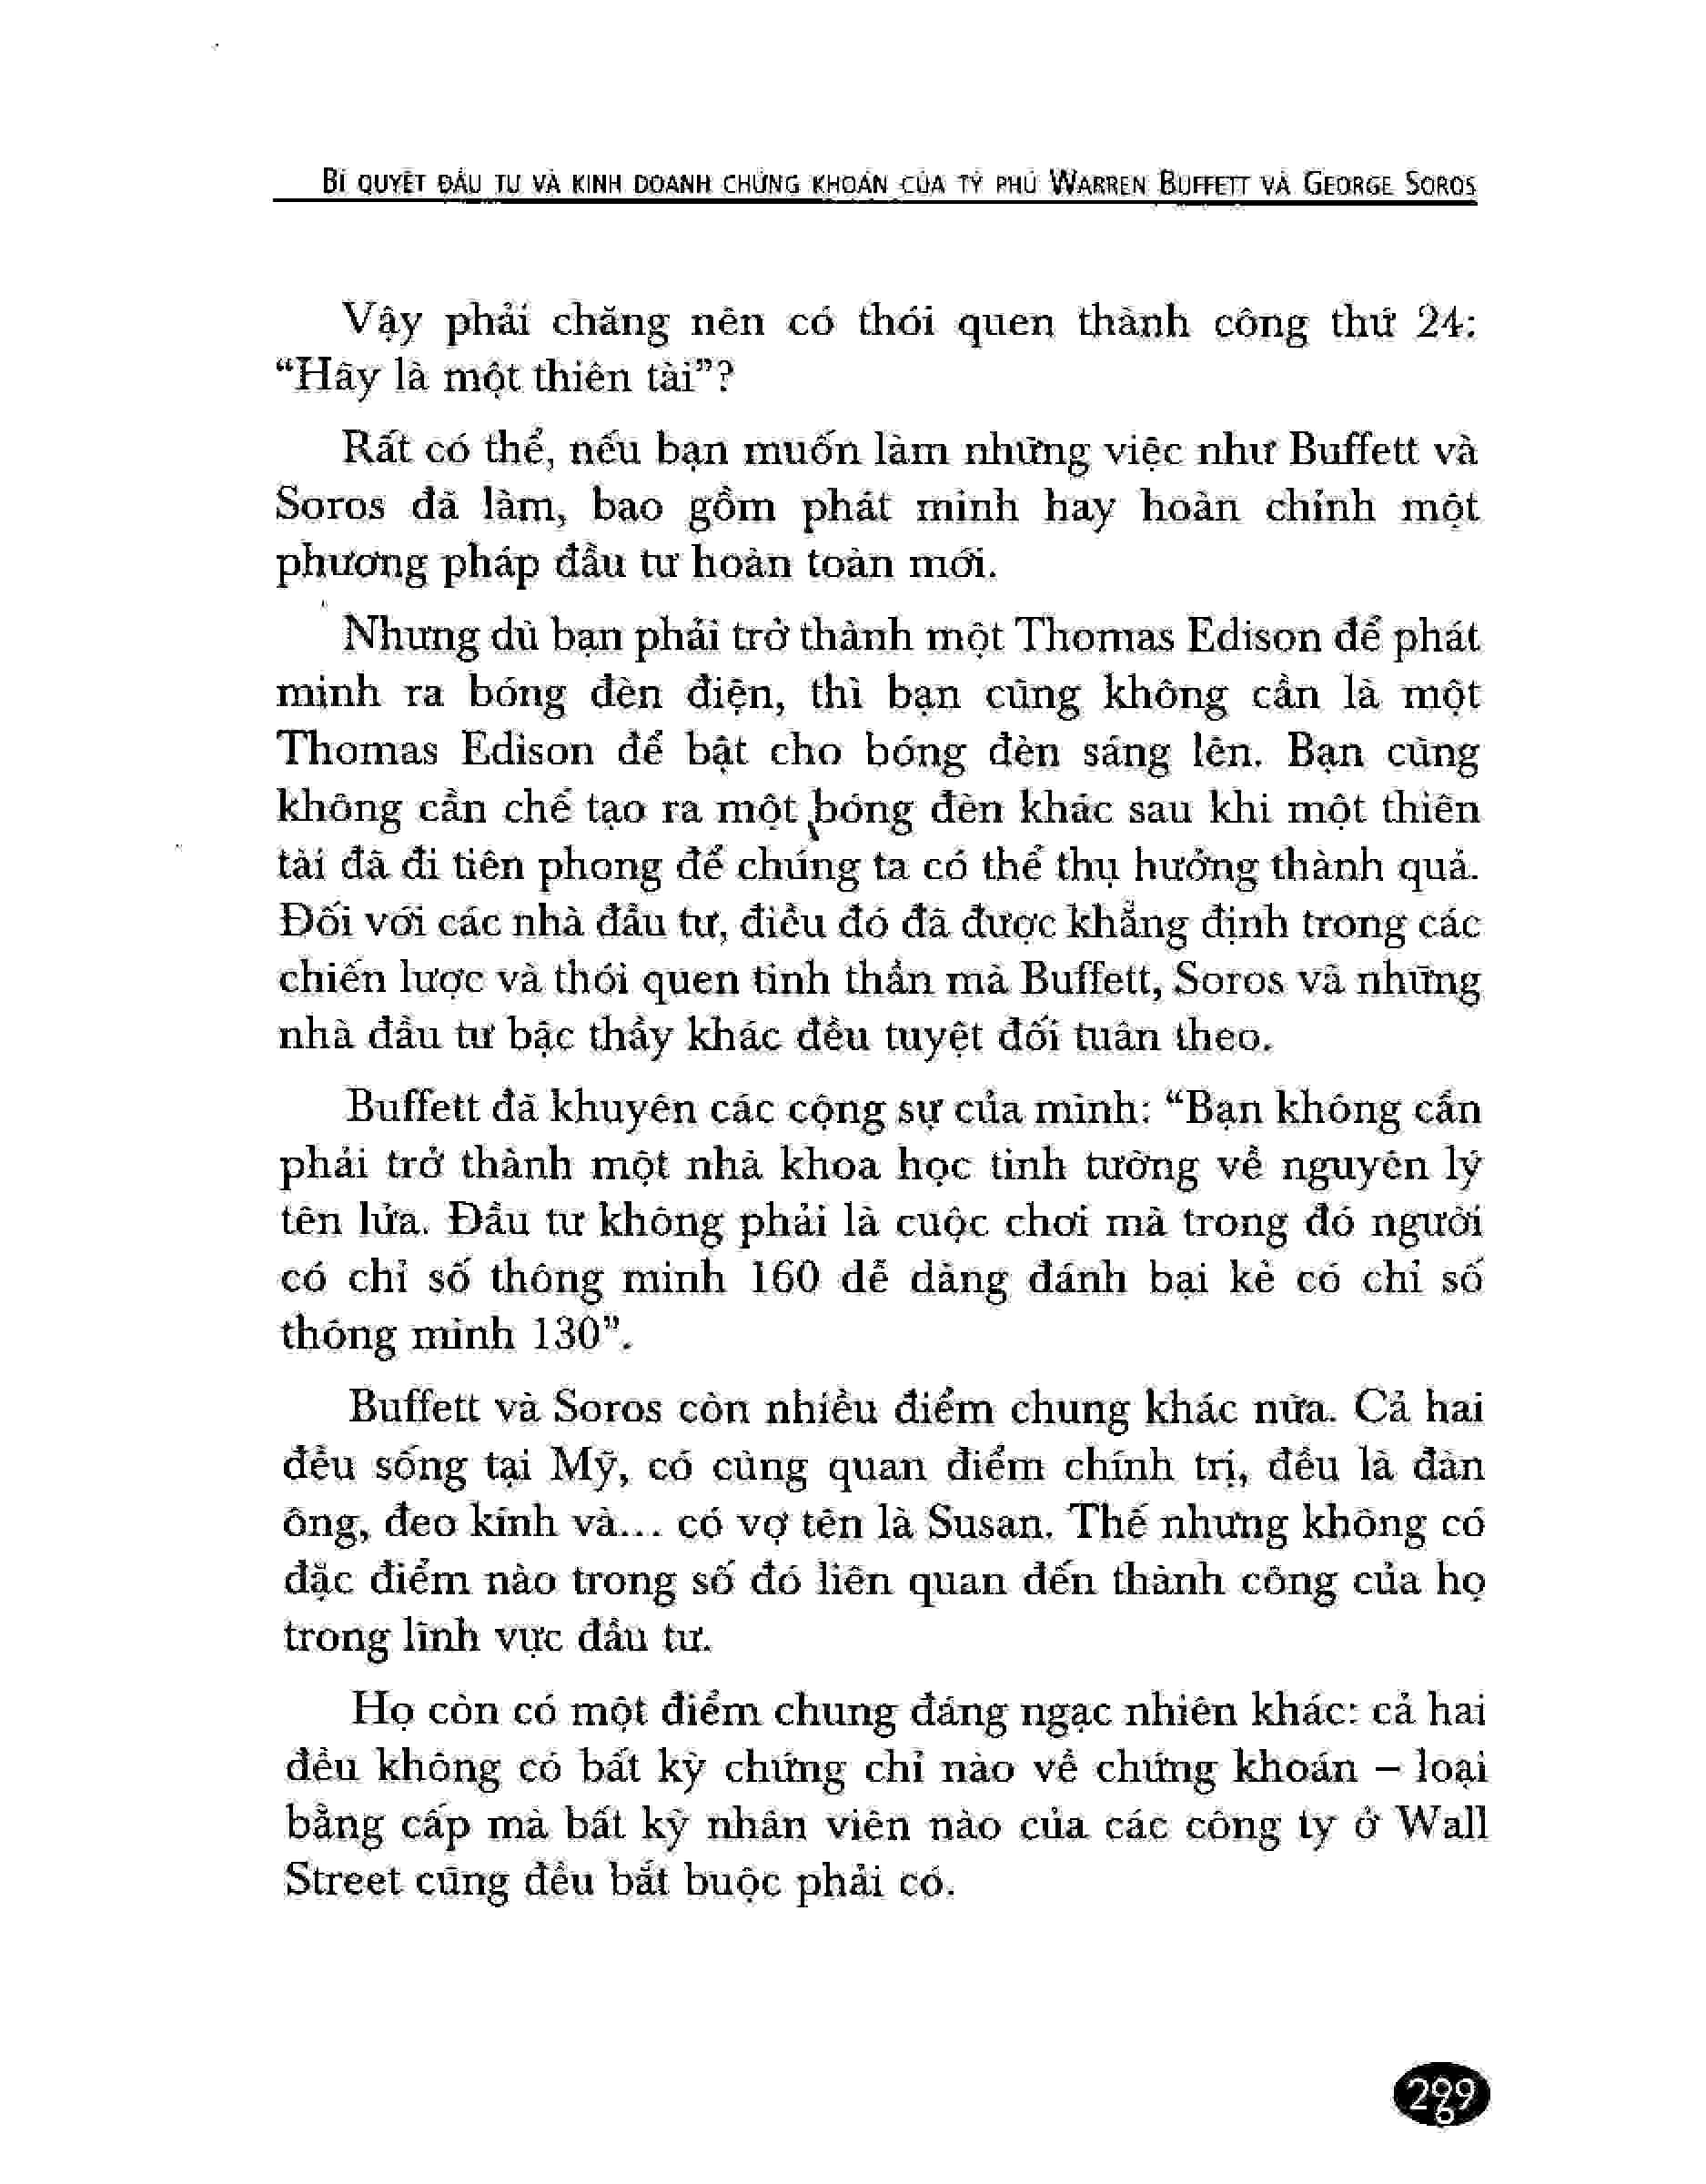 BÍ QUYẾT ĐẦU TƯ VÀ KINH DOANH CHỨNG KHOÁN CỦA TỶ PHÚ WARREN BUFFETT VÀ GEORGE SOROS
Vậy phải chăng nên có thói quen thành công thứ 24:
“Hãy là một thiên tài”?
Rất có thể, nếu bạn muốn làm những việc như Buffett và
Soros đã làm, bao gồm phát minh hay hoàn chỉnh một
phương pháp đầu tư hoàn toàn mới.
Nhưng dù bạn phải trở thành một Thomas Edison để phát
minh ra bóng đèn điện, thì bạn cũng không cần là một
Thomas Edison để bật cho bóng đèn sáng lên. Bạn cũng
không cần chế tạo ra một bóng đèn khác sau khi một thiên
tài đã đi tiên phong để chúng ta có thể thụ hưởng thành quả.
Đối với các nhà đầu tư, điều đó đã được khẳng định trong các
chiến lược và thói quen tinh thần mà Buffett, Soros và những
nhà đầu tư bậc thầy khác đều tuyệt đối tuân theo.
Buffett đã khuyên các cộng sự của mình: “Bạn không cần
phải trở thành một nhà khoa học tinh tường về nguyên lý
tên lửa. Đầu tư không phải là cuộc chơi mà trong đó người
có chỉ số thông minh 160 dễ dàng đánh bại kẻ có chỉ số
thông minh 130”.
Buffett và Soros còn nhiều điểm chung khác nữa. Cả hai
đều sống tại Mỹ, có cùng quan điểm chính trị, đều là đàn
ông, đeo kính và... có vợ tên là Susan. Thế nhưng không có
đặc điểm nào trong số đó liên quan đến thành công của họ
trong lĩnh vực đầu tư.
Họ còn có một điểm chung đáng ngạc nhiên khác: cả hai
đều không có bất kỳ chứng chỉ nào về chứng khoán – loại
bằng cấp mà bất kỳ nhân viên nào của các công ty ở Wall
Street cũng đều bắt buộc phải có.